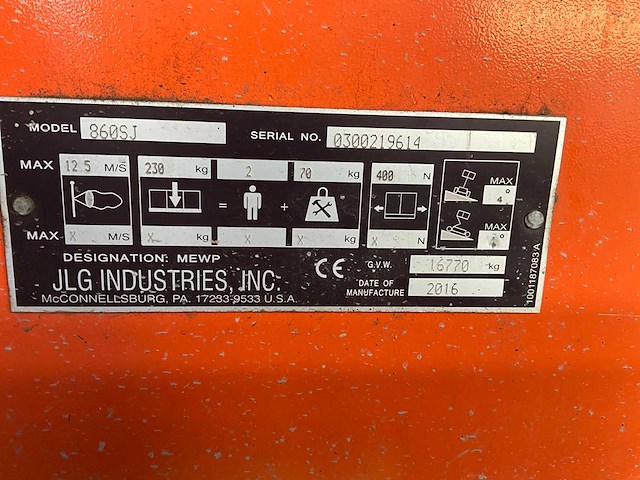 MODEL 860SJ SERIAL NO. 0300219614
MAX 12.5 M/S 230 kg 2 70 kg 400 N MAX 4°
= +
MAX X M/S X kg X X kg X N MAX °
DESIGNATION: MEWP
JLG INDUSTRIES, INC. CE G.V.W. 16770 kg
McCONNELLSBURG, PA. 17233-9533 U.S.A. DATE OF MANUFACTURE 2016
1001187083 A